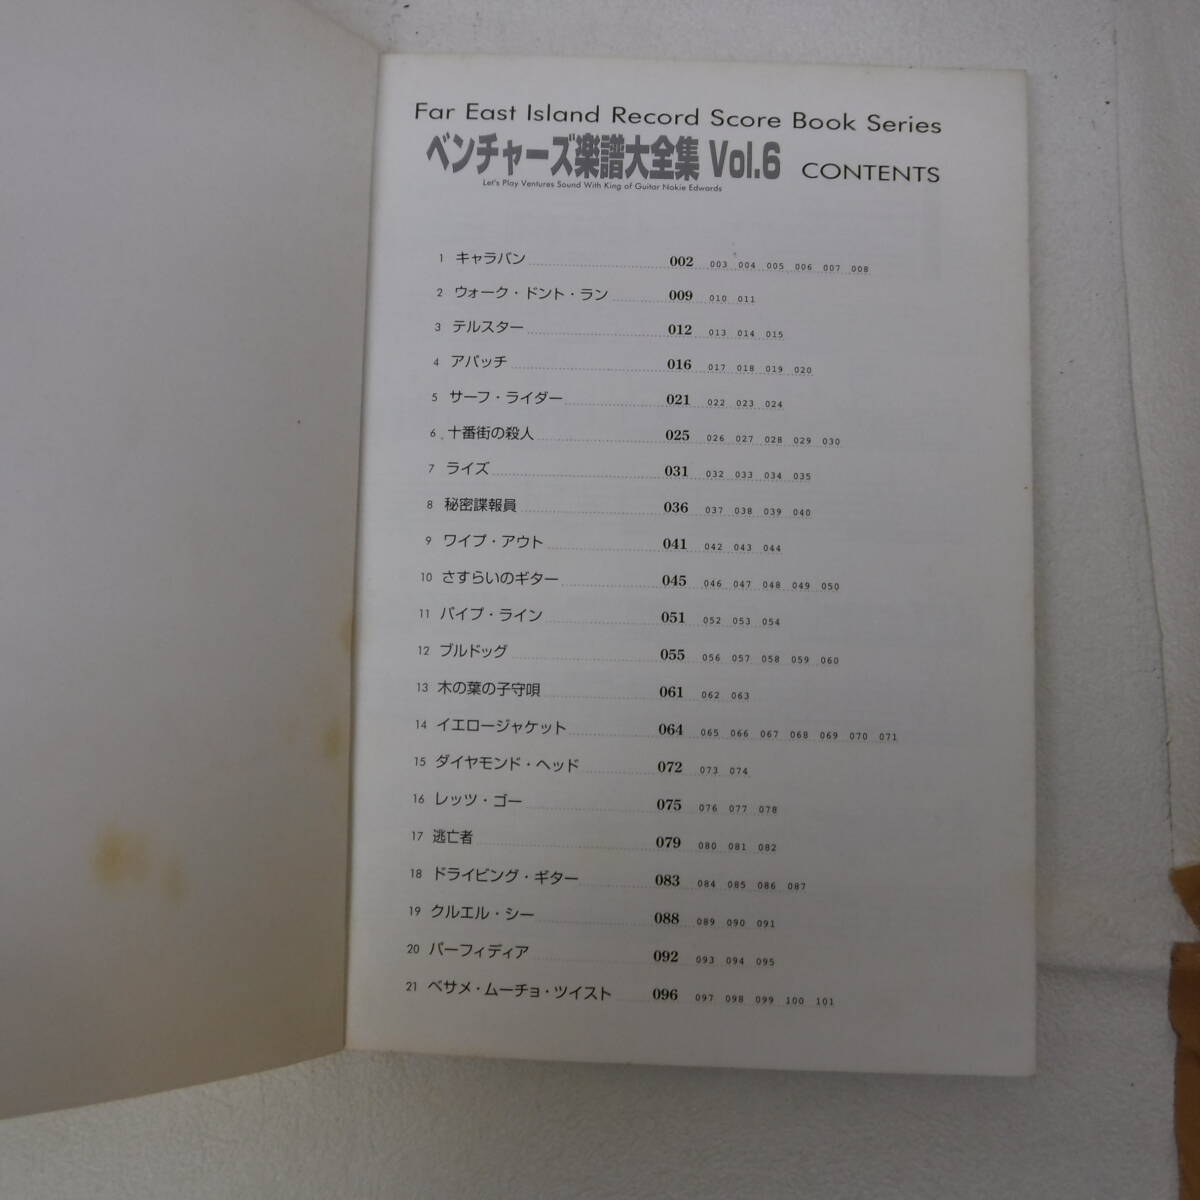 Far East Island Record Score Book Series
ベンチャーズ楽譜大全集 Vol.6 CONTENTS
Let's Play Ventures Sound With King of Guitar Nokie Edwards
1 キャラバン 002 003 004 005 006 007 008
2 ウォーク・ドント・ラン 009 010 011
3 テルスター 012 013 014 015
4 アパッチ 016 017 018 019 020
5 サーフ・ライダー 021 022 023 024
6 十番街の殺人 025 026 027 028 029 030
7 ライズ 031 032 033 034 035
8 秘密諜報員 036 037 038 039 040
9 ワイプ・アウト 041 042 043 044
10 さすらいのギター 045 046 047 048 049 050
11 パイプ・ライン 051 052 053 054
12 ブルドッグ 055 056 057 058 059 060
13 木の葉の子守唄 061 062 063
14 イエロージャケット 064 065 066 067 068 069 070 071
15 ダイヤモンド・ヘッド 072 073 074
16 レッツ・ゴー 075 076 077 078
17 逃亡者 079 080 081 082
18 ドライビング・ギター 083 084 085 086 087
19 クルエル・シー 088 089 090 091
20 パーフィディア 092 093 094 095
21 ベサメ・ムーチョ・ツイスト 096 097 098 099 100 101